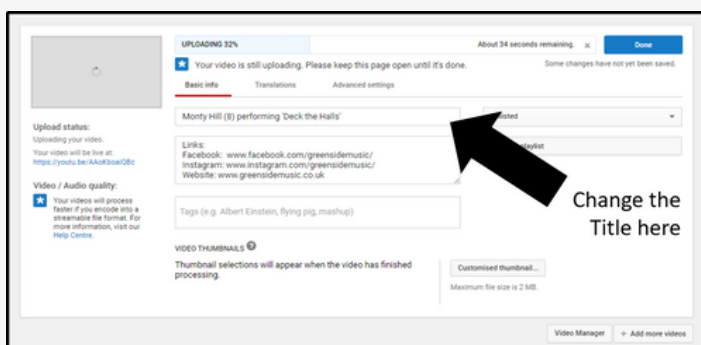 UPLOADING 32%
About 34 seconds remaining. ×
Done
Your video is still uploading. Please keep this page open until it's done.
Some changes have not yet been saved.
Basic info
Translations
Advanced settings
Monty Hill (8) performing 'Deck the Halls'
Links:
Facebook: www.facebook.com/greensidemusic/
Instagram: www.instagram.com/greensidemusic/
Website: www.greensidemusic.co.uk
Tags (e.g. Albert Einstein, flying pig, mashup)
Upload status:
Uploading your video.
Your video will be live at:
Video / Audio quality:
Your videos will process
faster if you encode into a
streamable file format. For
more information, visit our
Help Centre.
Change the
Title here
VIDEO THUMBNAILS ?
Thumbnail selections will appear when the video has finished
processing.
Customised thumbnail...
Maximum file size is 2 MB.
Video Manager
+ Add more videos